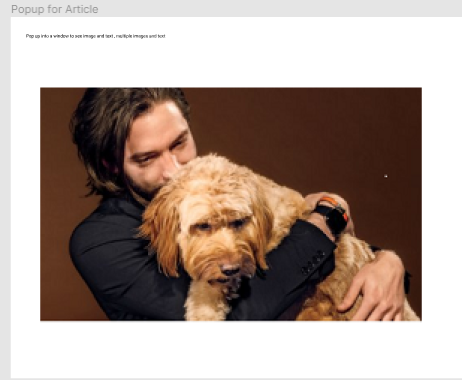 Popup for Article
Pop up into a window to see image and text , multiple images and text